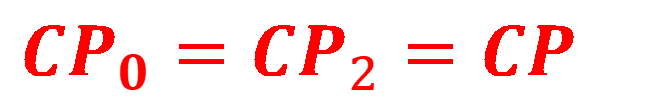 CP₀ = CP₂ = CP